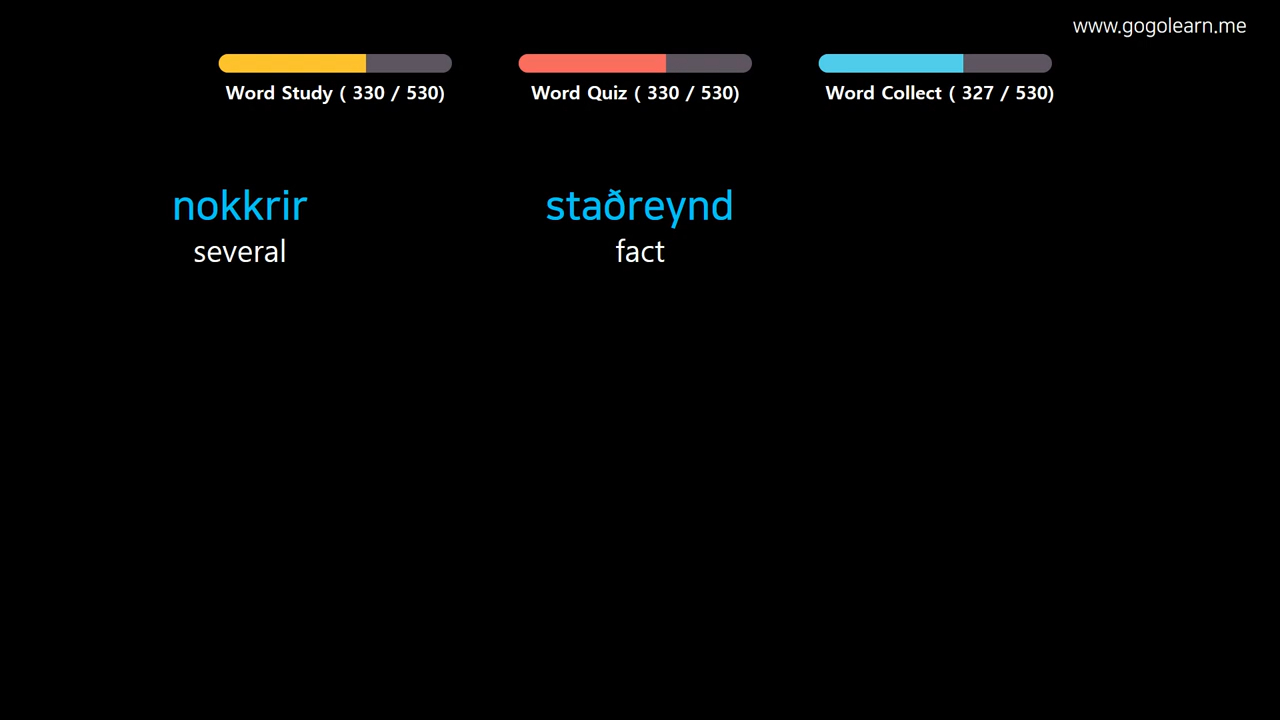 www.gogolearn.me
Word Study ( 330 / 530)
Word Quiz ( 330 / 530)
Word Collect ( 327 / 530)
nokkrir
several
staðreynd
fact